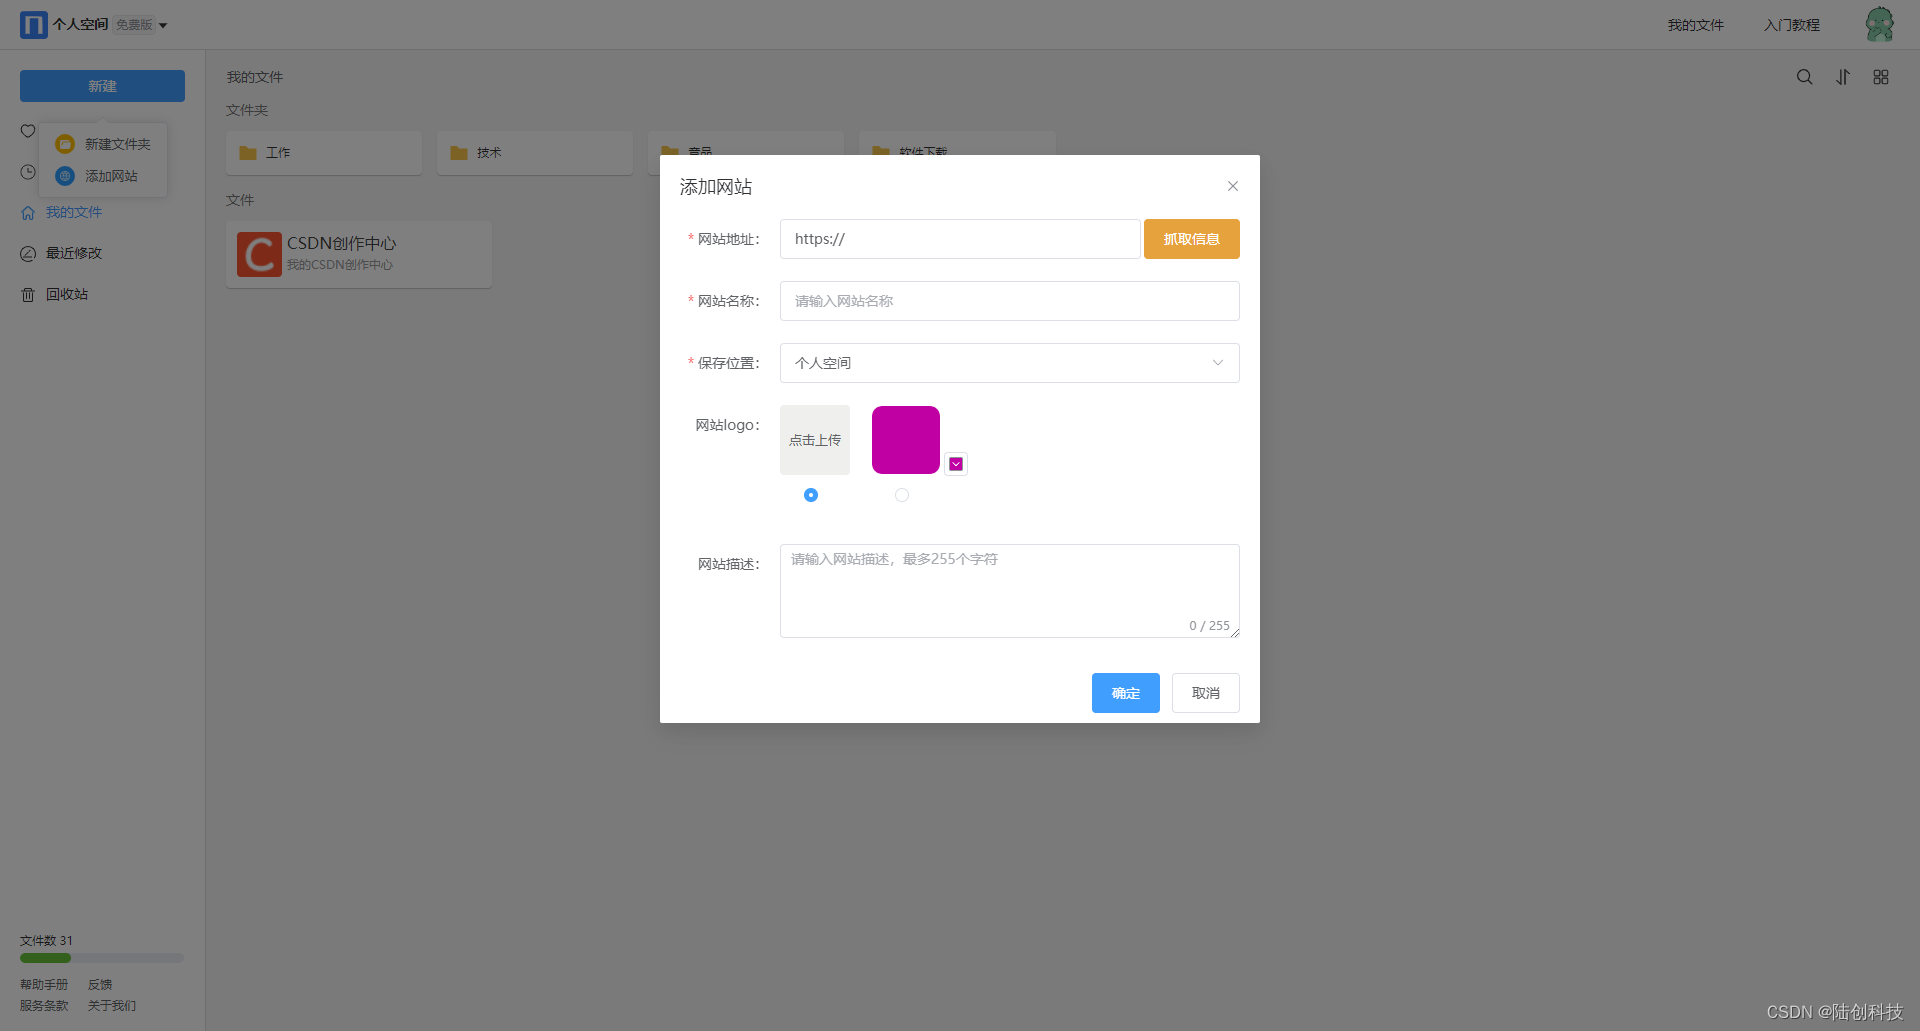 个人空间 免费版
我的文件 入门教程
新建
新建文件夹
添加网站
我的文件
最近修改
回收站
我的文件
文件夹
工作 技术 竞品 软件下载
文件
CSDN创作中心
我的CSDN创作中心
添加网站
* 网站地址： https:// 抓取信息
* 网站名称： 请输入网站名称
* 保存位置： 个人空间
网站logo： 点击上传
网站描述： 请输入网站描述，最多255个字符
0 / 255
确定 取消
文件数 31
帮助手册 反馈
服务条款 关于我们
CSDN @陆创科技